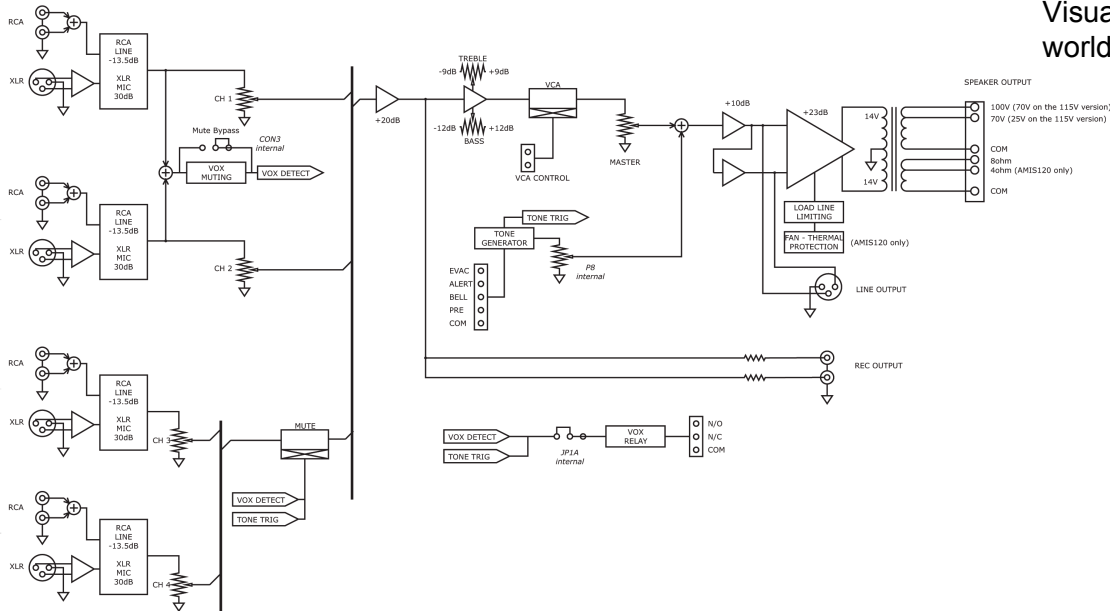 Visua
world
RCA
XLR
RCA
LINE
-13.5dB
XLR
MIC
30dB
CH 1
Mute Bypass
CON3
internal
VOX
MUTING
VOX DETECT
RCA
XLR
RCA
LINE
-13.5dB
XLR
MIC
30dB
CH 2
RCA
XLR
RCA
LINE
-13.5dB
XLR
MIC
30dB
CH 3
RCA
XLR
RCA
LINE
-13.5dB
XLR
MIC
30dB
CH 4
MUTE
VOX DETECT
TONE TRIG
+20dB
TREBLE
-9dB +9dB
-12dB +12dB
BASS
VCA
VCA CONTROL
MASTER
TONE TRIG
TONE
GENERATOR
P8
internal
EVAC
ALERT
BELL
PRE
COM
+10dB
+23dB
14V
14V
LOAD LINE
LIMITING
FAN - THERMAL
PROTECTION
(AMIS120 only)
SPEAKER OUTPUT
100V (70V on the 115V version)
70V (25V on the 115V version)
COM
8ohm
4ohm (AMIS120 only)
COM
LINE OUTPUT
REC OUTPUT
VOX DETECT
TONE TRIG
JP1A
internal
VOX
RELAY
N/O
N/C
COM